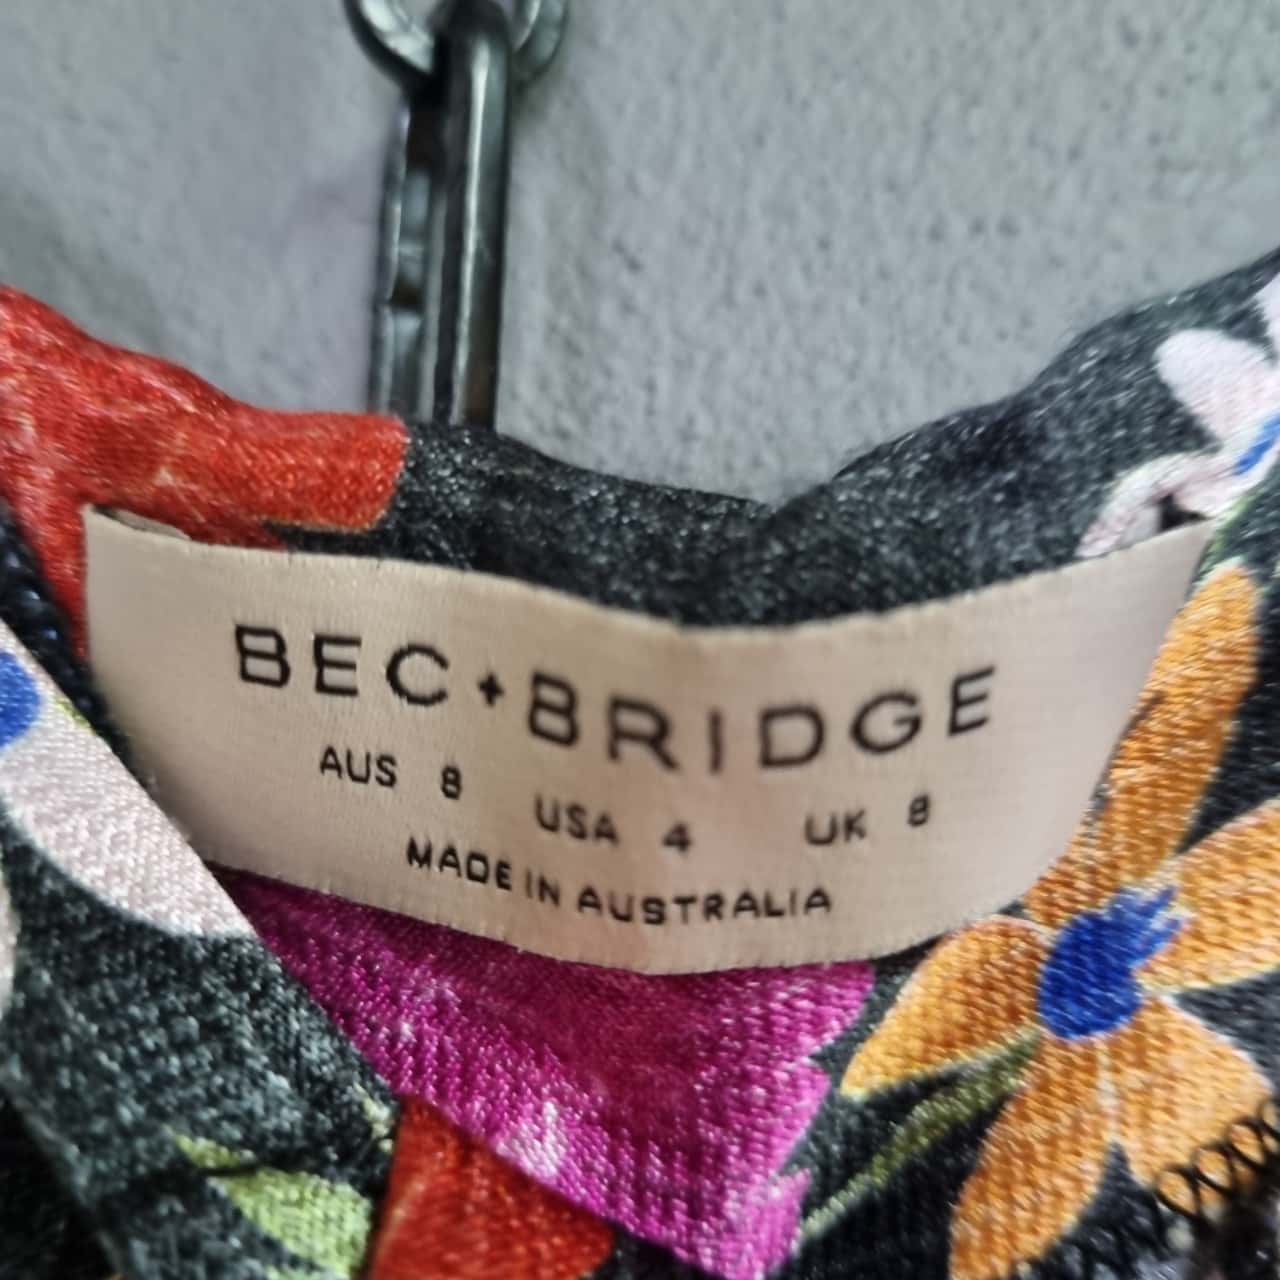 BEC+BRIDGE
AUS 8 USA 4 UK 8
MADE IN AUSTRALIA